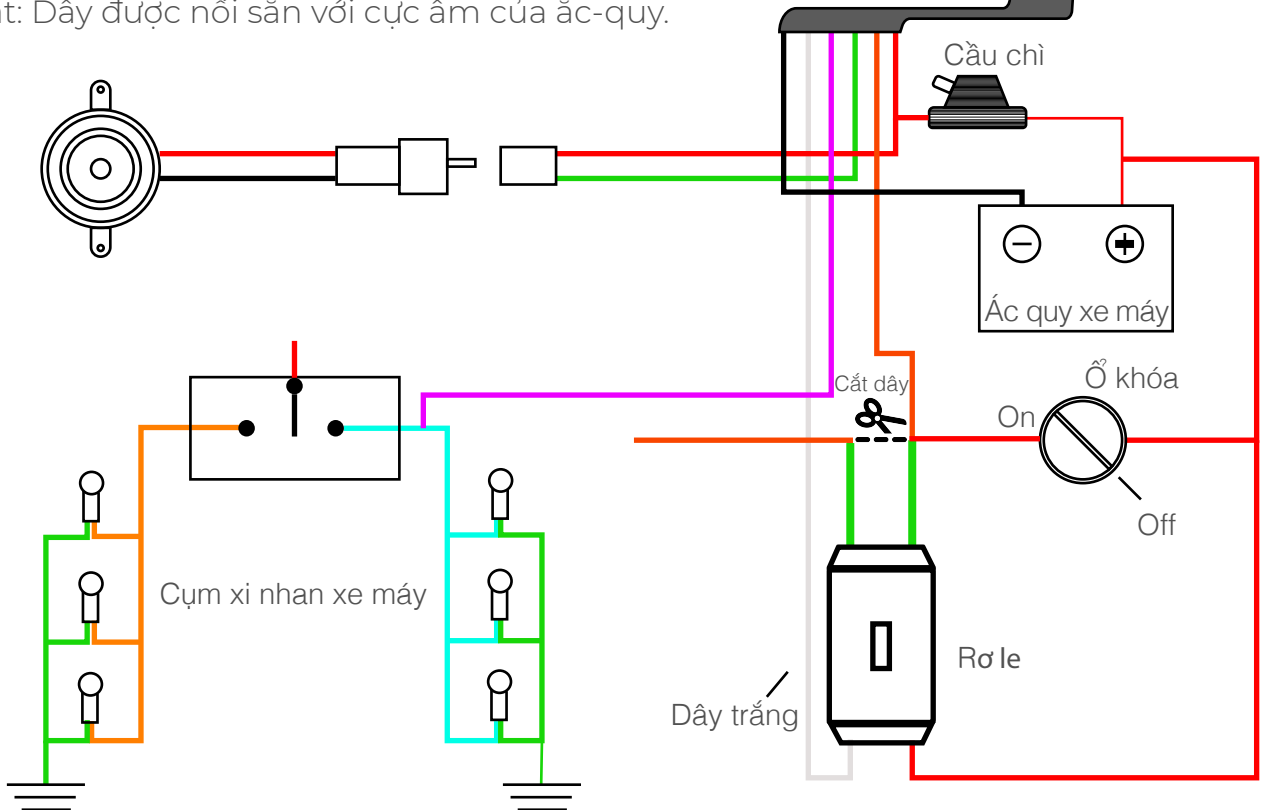 t: Dây được nối sẵn với cực âm của ắc-quy.
Cầu chì
Ác quy xe máy
Cắt dây
Ổ khóa
On
Off
Cụm xi nhan xe máy
Rơ le
Dây trắng